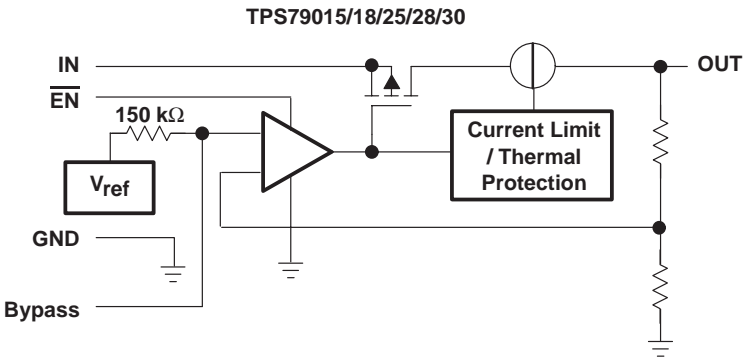 TPS79015/18/25/28/30
IN
OUT
EN
150 kΩ
Current Limit
/ Thermal
Protection
Vref
GND
Bypass